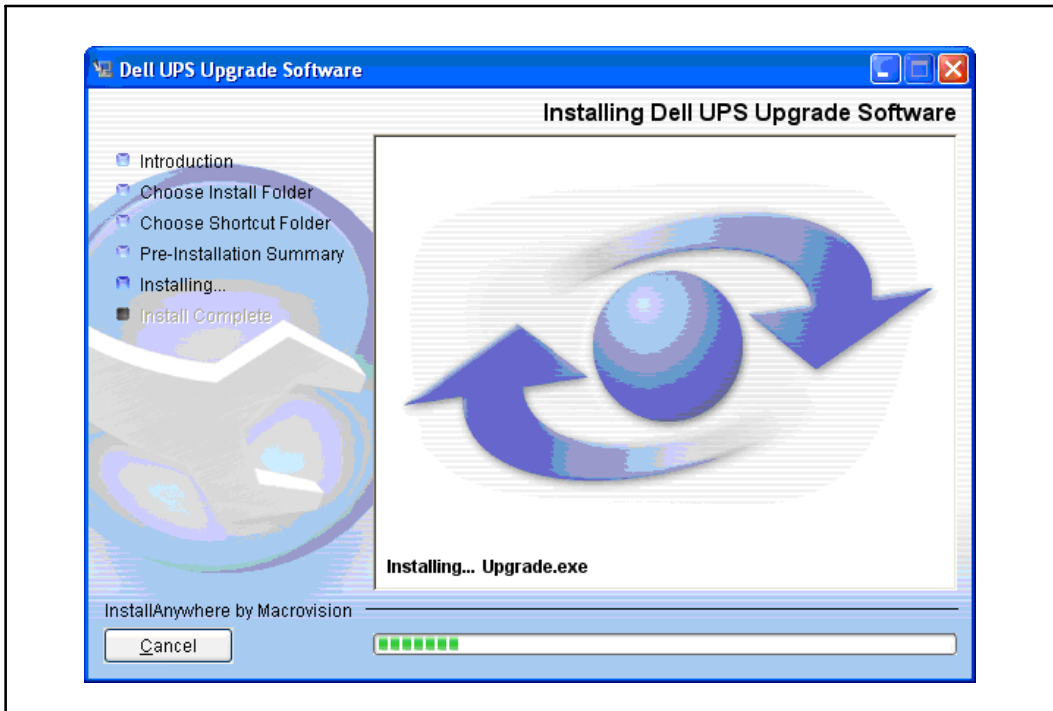 Dell UPS Upgrade Software
Installing Dell UPS Upgrade Software
Introduction
Choose Install Folder
Choose Shortcut Folder
Pre-Installation Summary
Installing...
Install Complete
Installing... Upgrade.exe
InstallAnywhere by Macrovision
Cancel